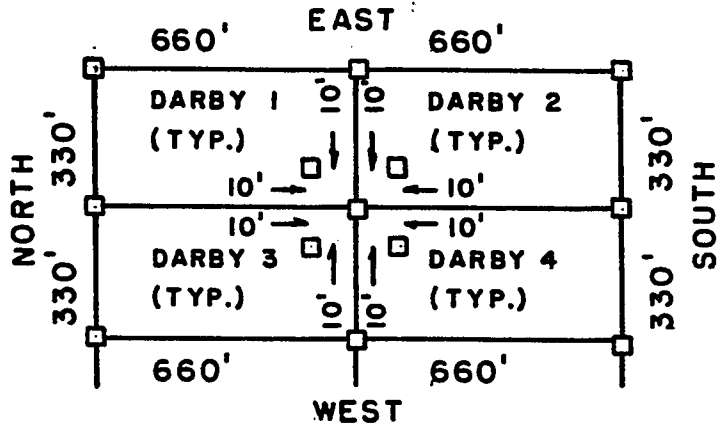 EAST
660' 660'
DARBY 1 10' 10' DARBY 2
(TYP.) (TYP.)
330' 330'
NORTH SOUTH
10' 10'
10' 10'
DARBY 3 DARBY 4
(TYP.) 10' 10' (TYP.)
330' 330'
660' 660'
WEST